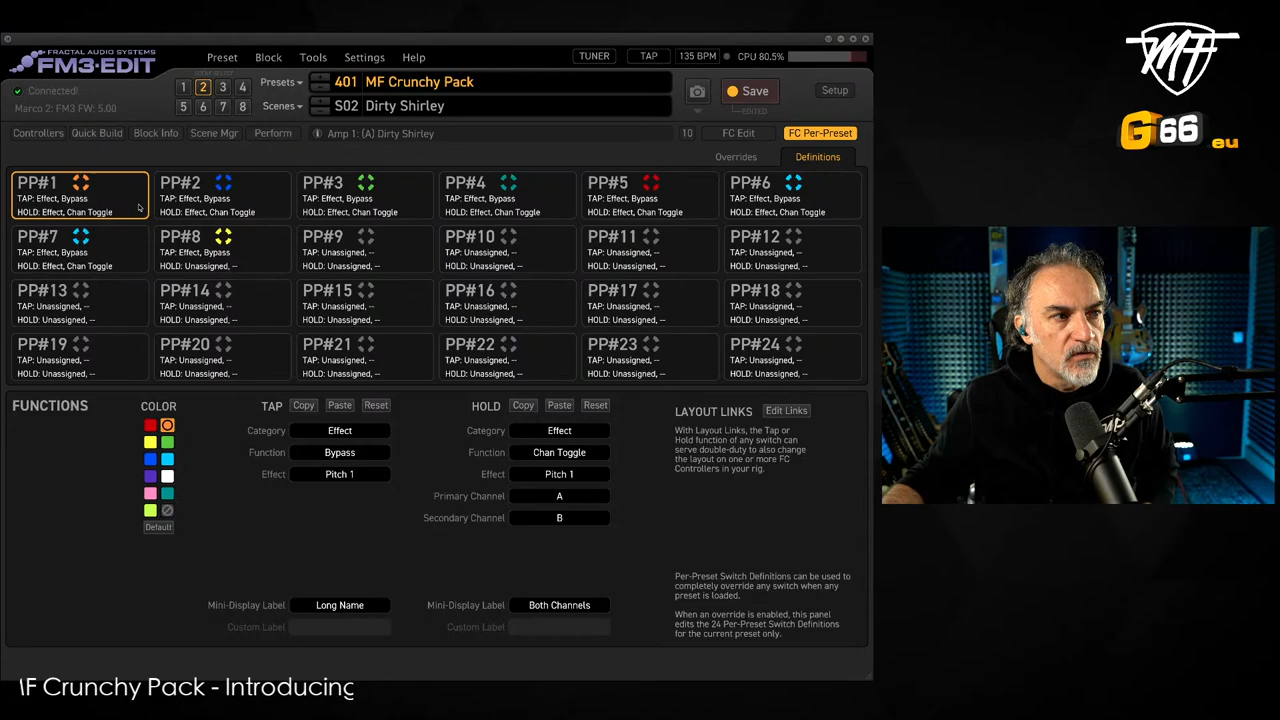 FRACTAL AUDIO SYSTEMS
FM3-EDIT
Preset Block Tools Settings Help
TUNER TAP 135 BPM CPU 80.5%
Connected!
Marco 2: FM3 FW: 5.00
1 2 3 4
5 6 7 8
Presets 401 MF Crunchy Pack
Scenes S02 Dirty Shirley
Save
EDITED
Setup
Controllers Quick Build Block Info Scene Mgr Perform
Amp 1: (A) Dirty Shirley
10 FC Edit FC Per-Preset
Overrides Definitions
PP#1
TAP: Effect, Bypass
HOLD: Effect, Chan Toggle
PP#2
TAP: Effect, Bypass
HOLD: Effect, Chan Toggle
PP#3
TAP: Effect, Bypass
HOLD: Effect, Chan Toggle
PP#4
TAP: Effect, Bypass
HOLD: Effect, Chan Toggle
PP#5
TAP: Effect, Bypass
HOLD: Effect, Chan Toggle
PP#6
TAP: Effect, Bypass
HOLD: Effect, Chan Toggle
PP#7
TAP: Effect, Bypass
HOLD: Effect, Chan Toggle
PP#8
TAP: Effect, Bypass
HOLD: Unassigned, --
PP#9
TAP: Unassigned, --
HOLD: Unassigned, --
PP#10
TAP: Unassigned, --
HOLD: Unassigned, --
PP#11
TAP: Unassigned, --
HOLD: Unassigned, --
PP#12
TAP: Unassigned, --
HOLD: Unassigned, --
PP#13
TAP: Unassigned, --
HOLD: Unassigned, --
PP#14
TAP: Unassigned, --
HOLD: Unassigned, --
PP#15
TAP: Unassigned, --
HOLD: Unassigned, --
PP#16
TAP: Unassigned, --
HOLD: Unassigned, --
PP#17
TAP: Unassigned, --
HOLD: Unassigned, --
PP#18
TAP: Unassigned, --
HOLD: Unassigned, --
PP#19
TAP: Unassigned, --
HOLD: Unassigned, --
PP#20
TAP: Unassigned, --
HOLD: Unassigned, --
PP#21
TAP: Unassigned, --
HOLD: Unassigned, --
PP#22
TAP: Unassigned, --
HOLD: Unassigned, --
PP#23
TAP: Unassigned, --
HOLD: Unassigned, --
PP#24
TAP: Unassigned, --
HOLD: Unassigned, --
FUNCTIONS
COLOR
Default
TAP Copy Paste Reset
Category Effect
Function Bypass
Effect Pitch 1
Mini-Display Label Long Name
Custom Label
HOLD Copy Paste Reset
Category Effect
Function Chan Toggle
Effect Pitch 1
Primary Channel A
Secondary Channel B
Mini-Display Label Both Channels
Custom Label
LAYOUT LINKS Edit Links
With Layout Links, the Tap or
Hold function of any switch can
serve double-duty to also change
the layout on one or more FC
Controllers in your rig.
Per-Preset Switch Definitions can be used to
completely override any switch when any
preset is loaded.
When an override is enabled, this panel
edits the 24 Per-Preset Switch Definitions
for the current preset only.
MF
G66.eu
Crunchy Pack - Introducing